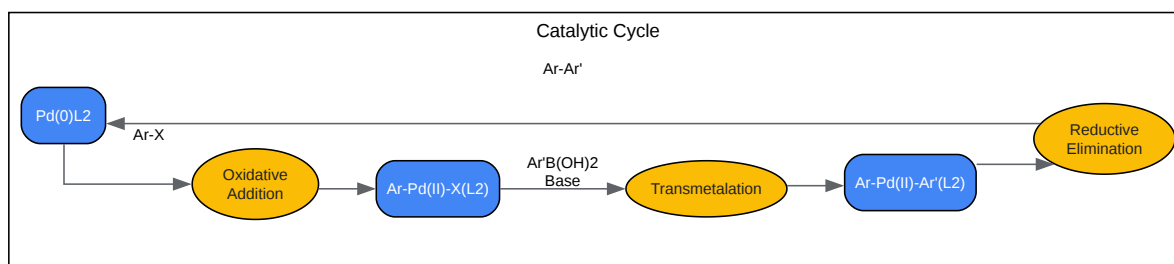 Catalytic Cycle
Ar-Ar'
Pd(0)L2
Ar-X
Oxidative
Addition
Ar-Pd(II)-X(L2)
Ar'B(OH)2
Base
Transmetalation
Ar-Pd(II)-Ar'(L2)
Reductive
Elimination